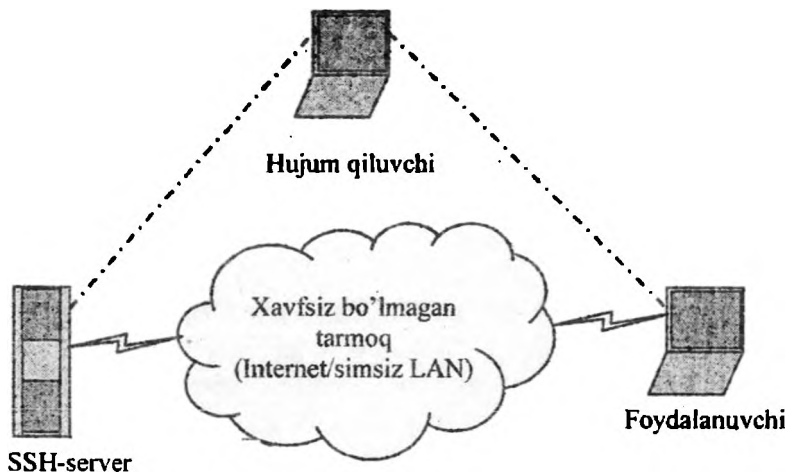 Hujum qiluvchi
Xavfsiz bo'lmagan
tarmoq
(Internet/simsiz LAN)
Foydalanuvchi
SSH-server